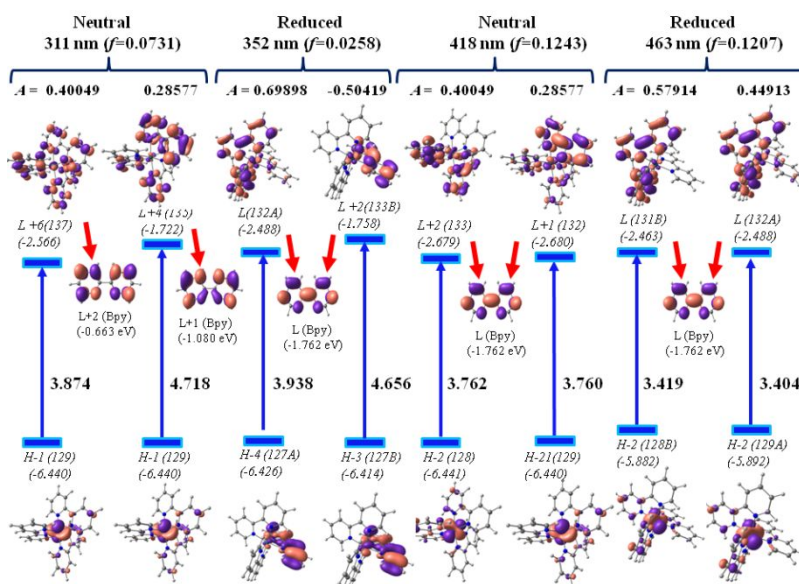 Neutral
311 nm (f=0.0731)
Reduced
352 nm (f=0.0258)
Neutral
418 nm (f=0.1243)
Reduced
463 nm (f=0.1207)
A = 0.40049 0.28577 A = 0.69898 -0.50419 A = 0.40049 0.28577 A = 0.57914 0.44913
L +6(137)
(-2.566)
L+4 (135)
(-1.722)
L(132A)
(-2.488)
L +2(133B)
(-1.758)
L+2 (133)
(-2.679)
L+1 (132)
(-2.680)
L (131B)
(-2.463)
L (132A)
(-2.488)
L+2 (Bpy)
(-0.663 eV)
L+1 (Bpy)
(-1.080 eV)
L (Bpy)
(-1.762 eV)
L (Bpy)
(-1.762 eV)
L (Bpy)
(-1.762 eV)
3.874 4.718 3.938 4.656 3.762 3.760 3.419 3.404
H-1 (129)
(-6.440)
H-1 (129)
(-6.440)
H-4 (127A)
(-6.426)
H-3 (127B)
(-6.414)
H-2 (128)
(-6.441)
H-21(129)
(-6.440)
H-2 (128B)
(-5.882)
H-2 (129A)
(-5.892)